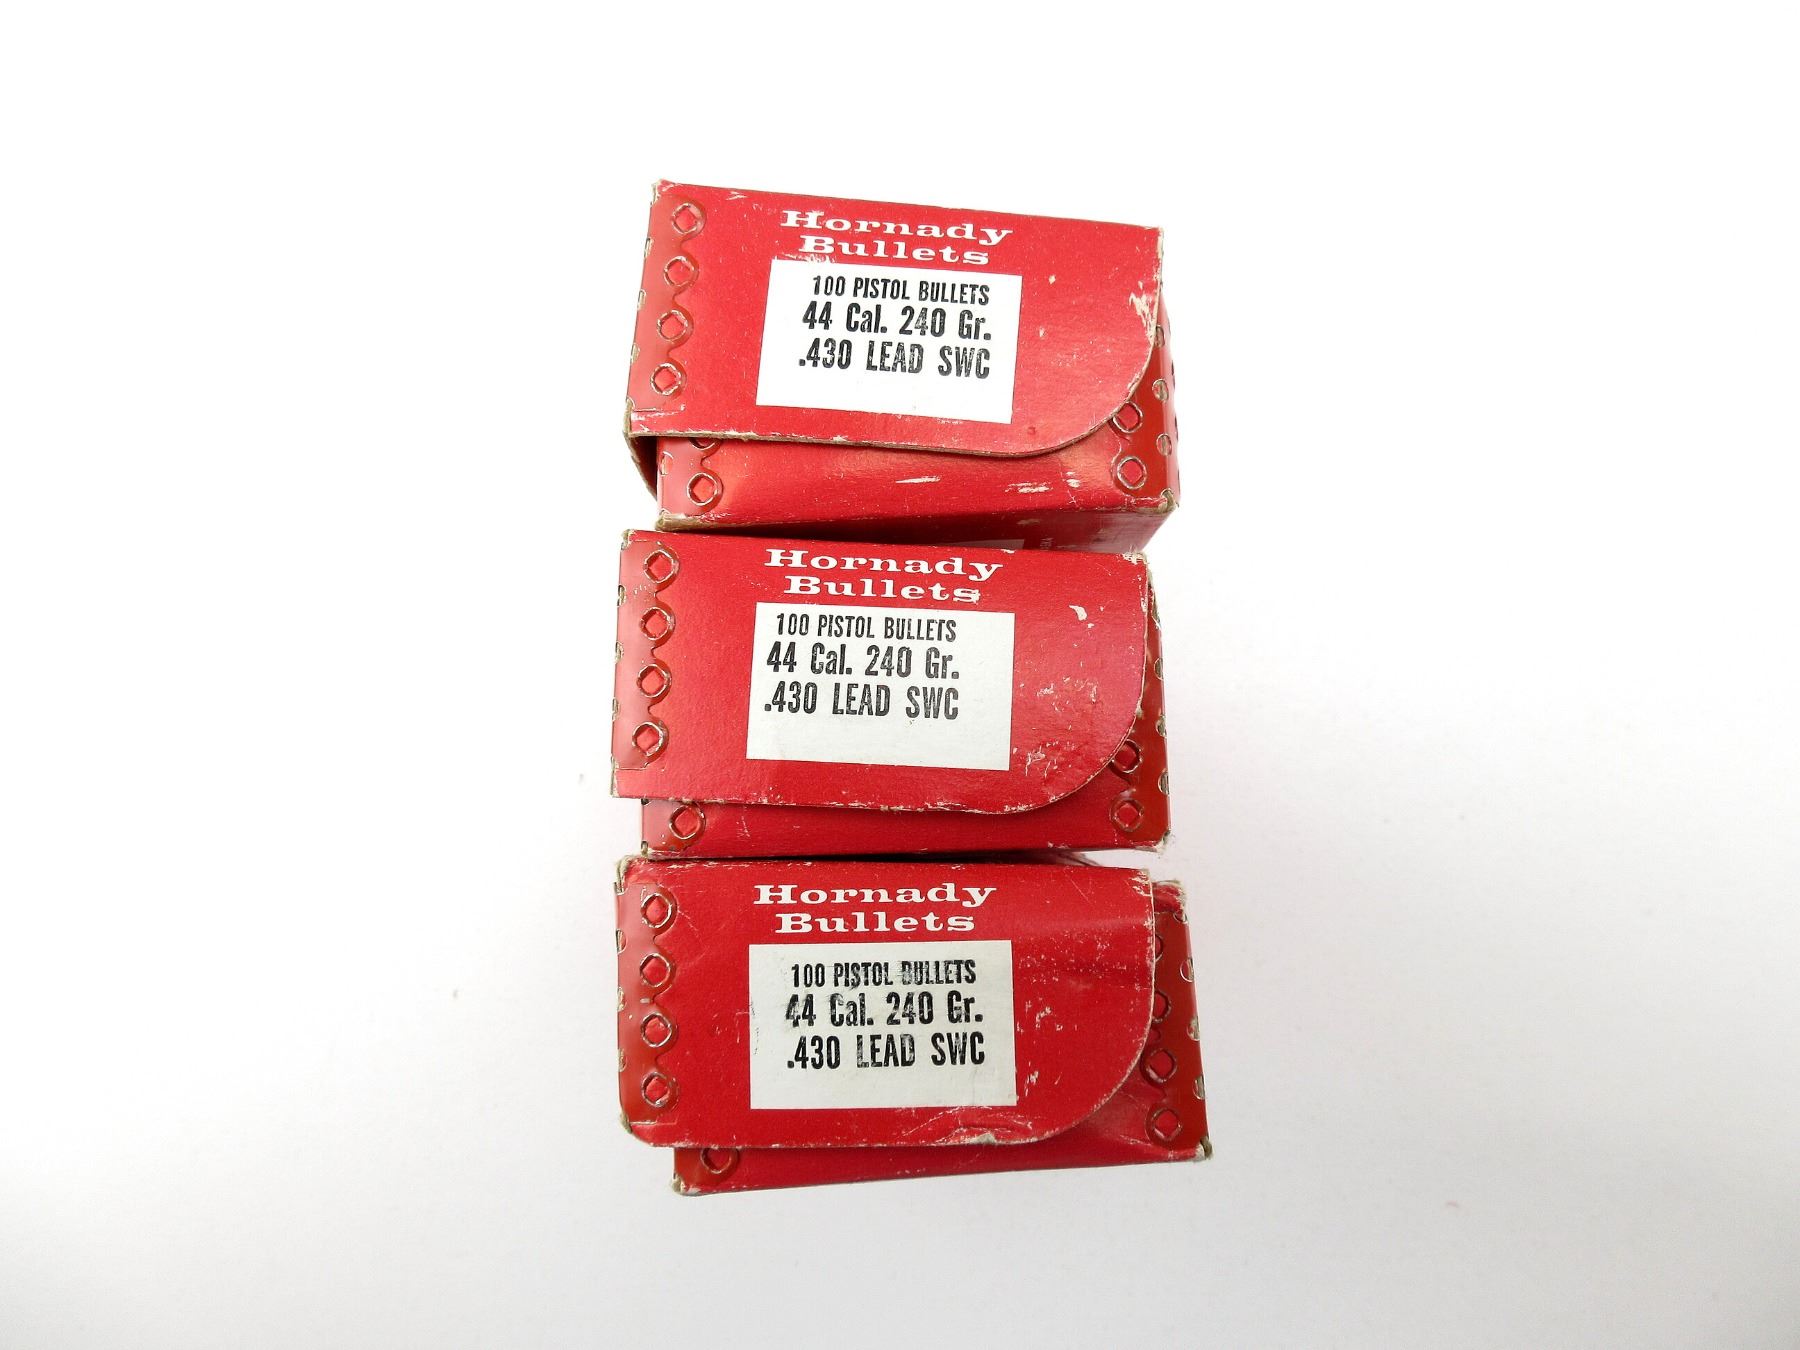 Hornady
Bullets
100 PISTOL BULLETS
44 Cal. 240 Gr.
.430 LEAD SWC
Hornady
Bullets
100 PISTOL BULLETS
44 Cal. 240 Gr.
.430 LEAD SWC
Hornady
Bullets
100 PISTOL BULLETS
44 Cal. 240 Gr.
.430 LEAD SWC